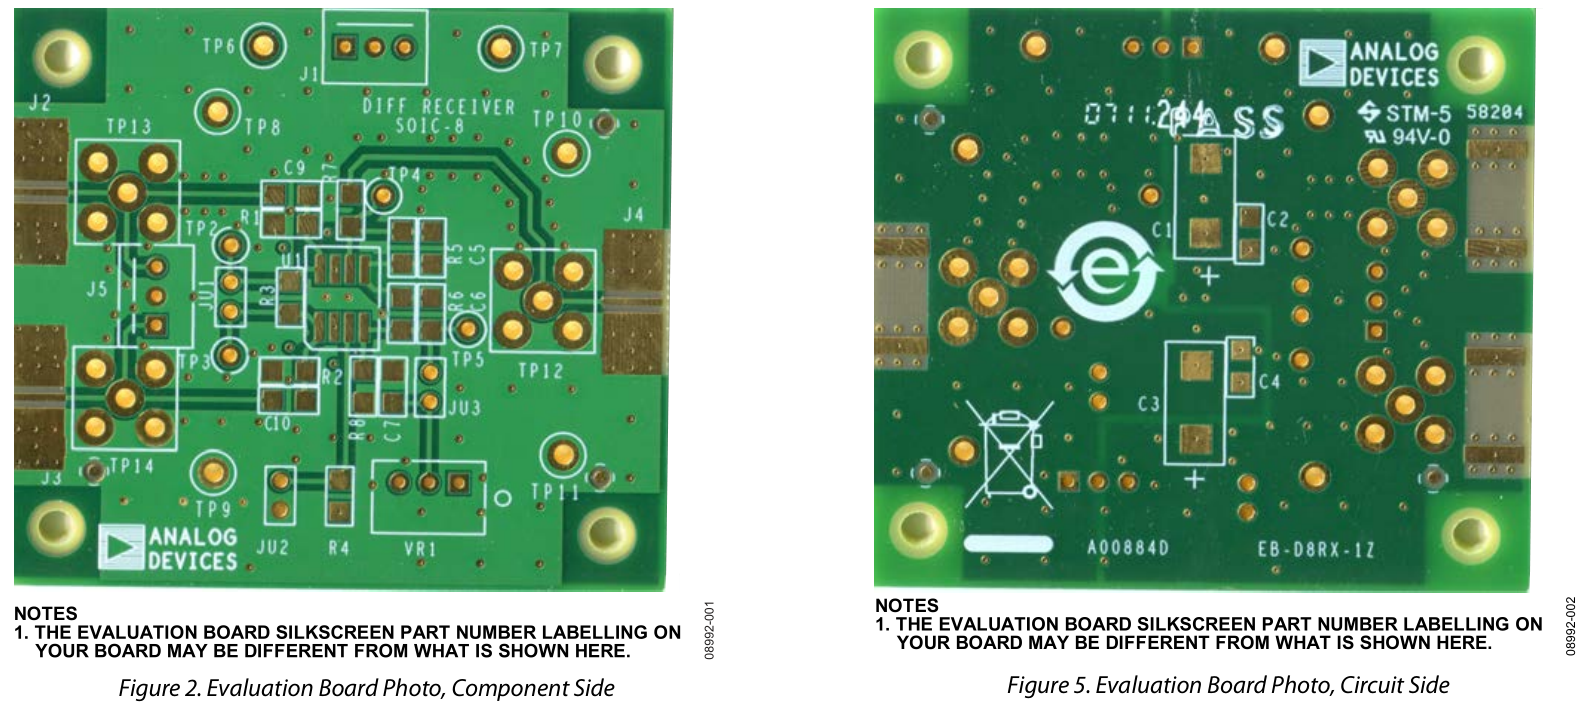 TP6
TP7
J1
J2
DIFF RECEIVER
SOIC-8
TP8
TP10
TP13
C9
R7
TP4
R1
TP2
J4
U1
R5
C5
J5
JU1
R3
R6
C6
TP3
TP5
R2
TP12
JU3
C10
R8
C7
J3
TP14
TP9
TP11
ANALOG
DEVICES
JU2
R4
VR1
NOTES
1. THE EVALUATION BOARD SILKSCREEN PART NUMBER LABELLING ON
YOUR BOARD MAY BE DIFFERENT FROM WHAT IS SHOWN HERE.
08992-001
Figure 2. Evaluation Board Photo, Component Side
ANALOG
DEVICES
0711.244
PASS
STM-5
58204
94V-0
C1
C2
e
+
C3
C4
+
A00884D
EB-D8RX-1Z
NOTES
1. THE EVALUATION BOARD SILKSCREEN PART NUMBER LABELLING ON
YOUR BOARD MAY BE DIFFERENT FROM WHAT IS SHOWN HERE.
08992-002
Figure 5. Evaluation Board Photo, Circuit Side